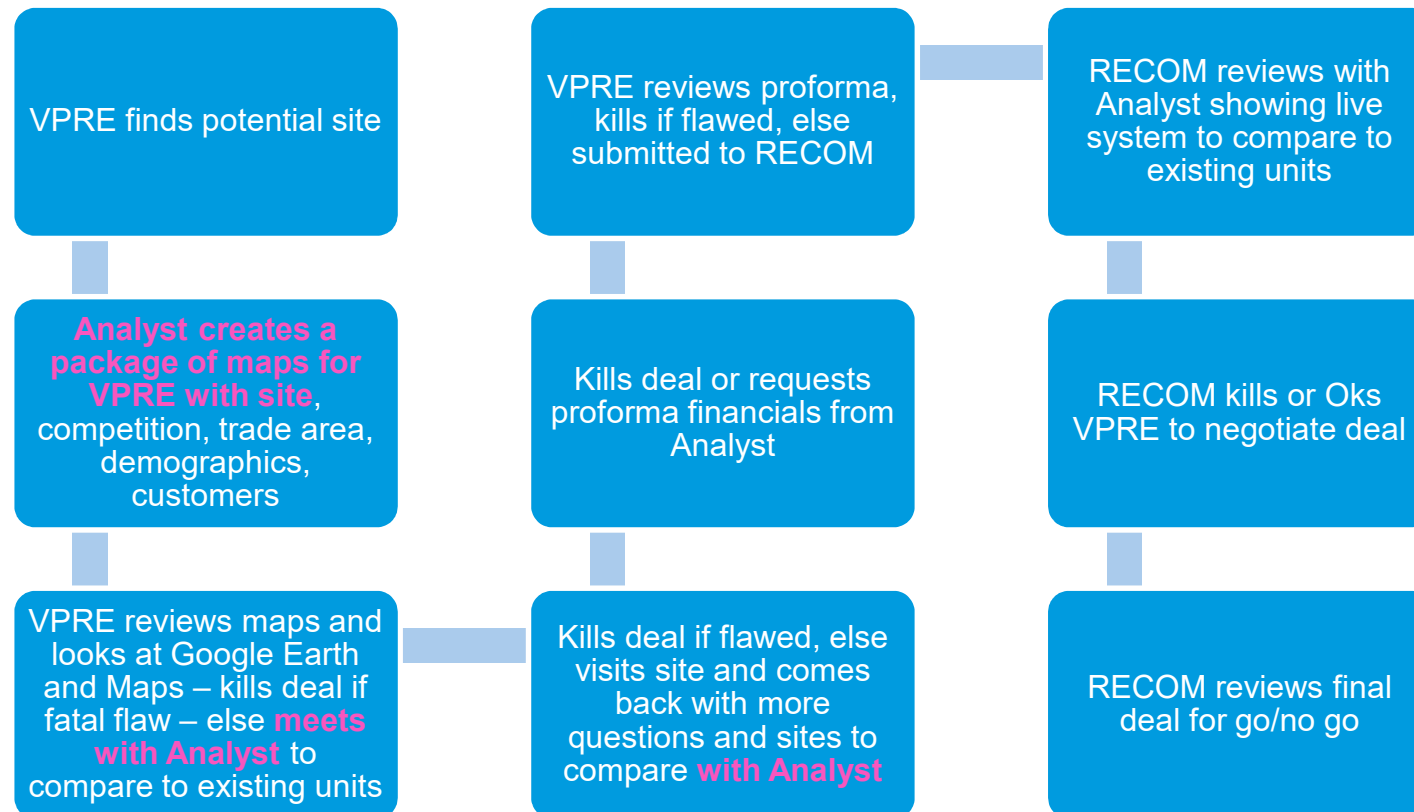 VPRE finds potential site
Analyst creates a
package of maps for
VPRE with site,
competition, trade area,
demographics,
customers
VPRE reviews maps and
looks at Google Earth
and Maps – kills deal if
fatal flaw – else meets
with Analyst to
compare to existing units
Kills deal if flawed, else
visits site and comes
back with more
questions and sites to
compare with Analyst
Kills deal or requests
proforma financials from
Analyst
VPRE reviews proforma,
kills if flawed, else
submitted to RECOM
RECOM reviews with
Analyst showing live
system to compare to
existing units
RECOM kills or Oks
VPRE to negotiate deal
RECOM reviews final
deal for go/no go